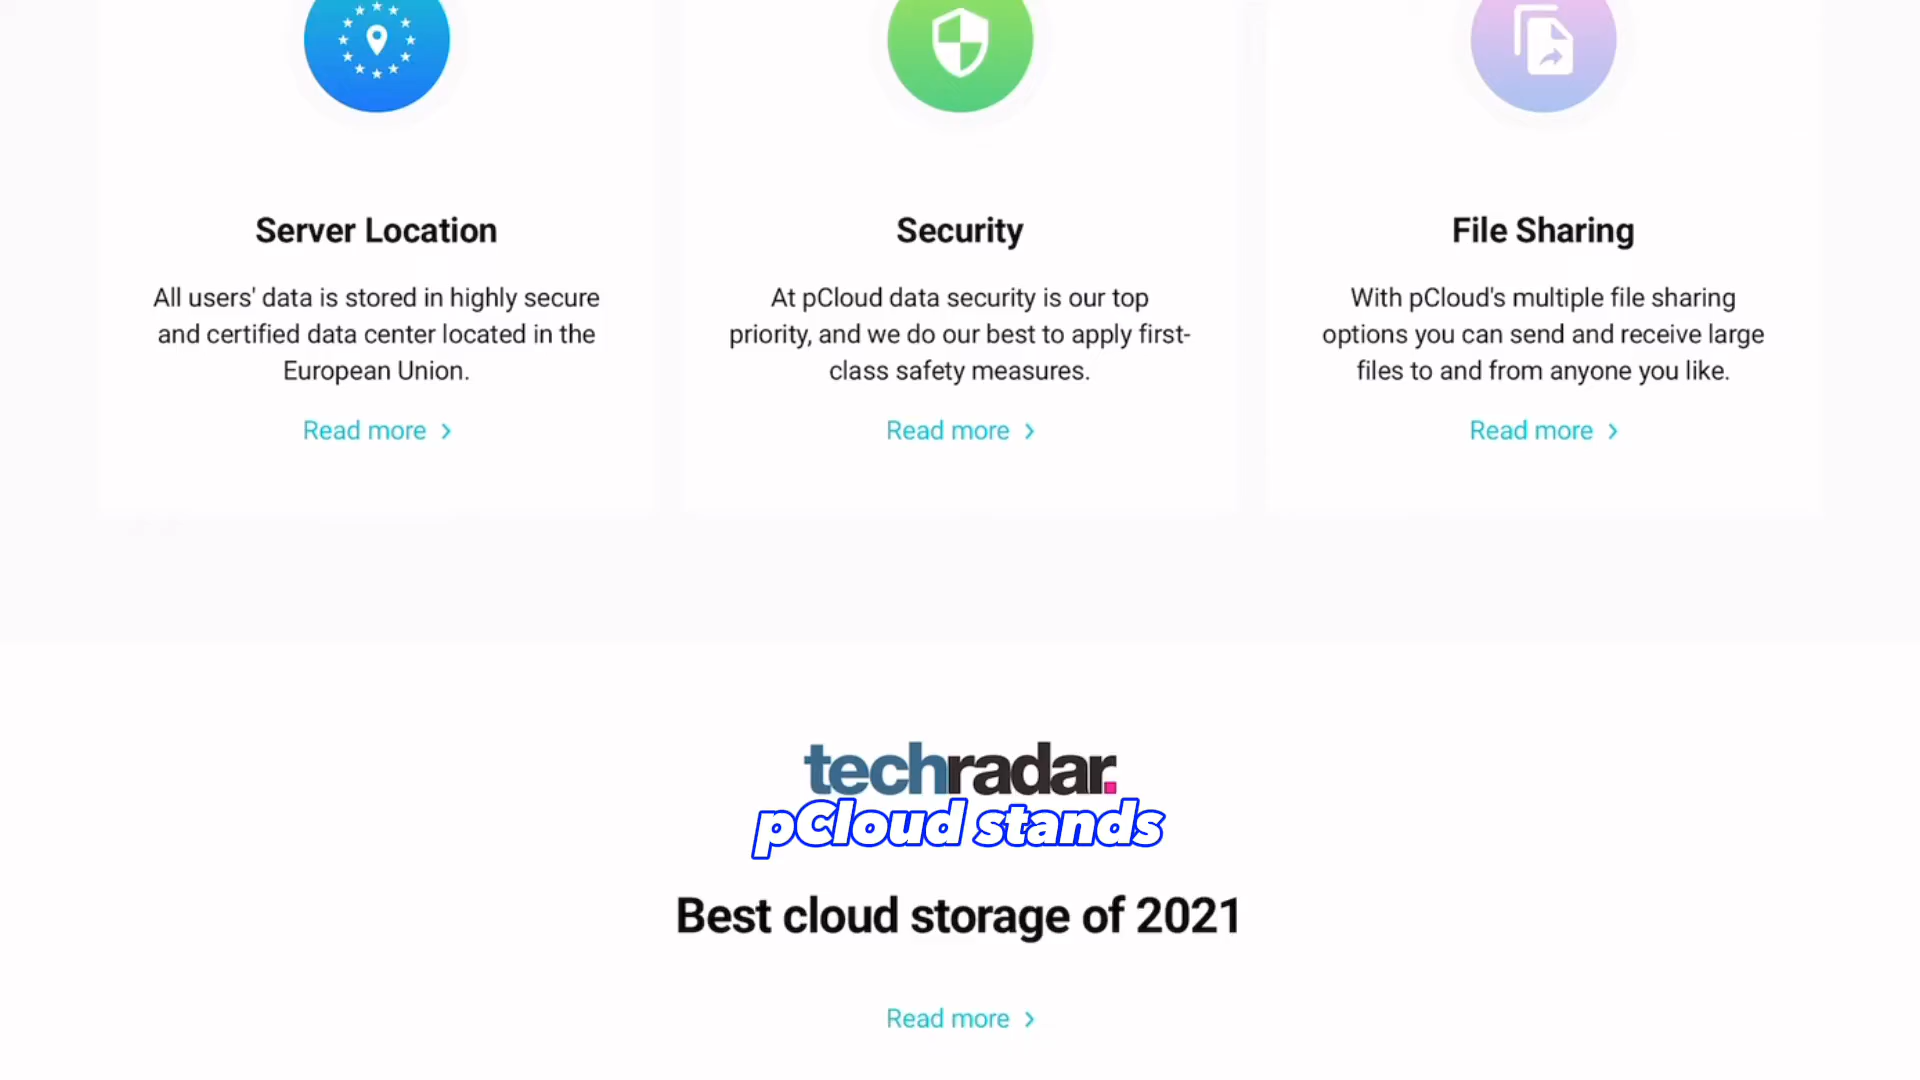 Server Location
All users' data is stored in highly secure
and certified data center located in the
European Union.
Read more
Security
At pCloud data security is our top
priority, and we do our best to apply first-
class safety measures.
Read more
File Sharing
With pCloud's multiple file sharing
options you can send and receive large
files to and from anyone you like.
Read more
techradar.
pCloud stands
Best cloud storage of 2021
Read more